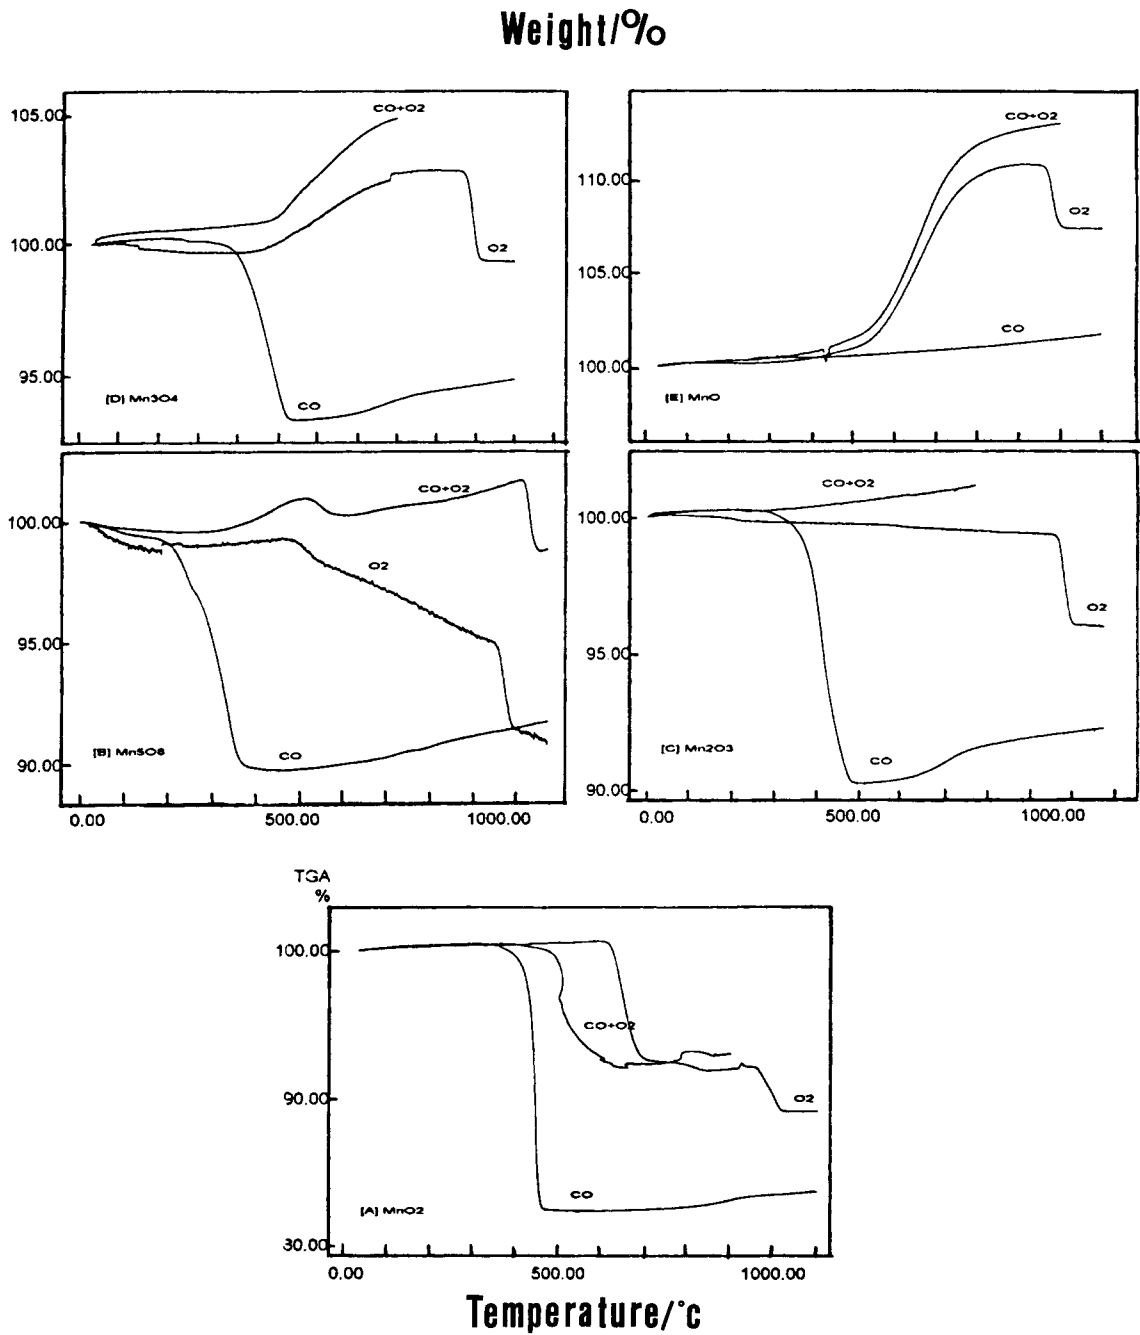 Weight/%
105.00
100.00
95.00
CO+O2
O2
CO
[D] Mn3O4
110.00
105.00
100.00
CO+O2
O2
CO
[E] MnO
100.00
95.00
90.00
CO+O2
O2
CO
[B] Mn5O8
0.00 500.00 1000.00
100.00
95.00
90.00
CO+O2
O2
CO
[C] Mn2O3
0.00 500.00 1000.00
TGA
%
100.00
90.00
30.00
CO+O2
O2
CO
[A] MnO2
0.00 500.00 1000.00
Temperature/°c